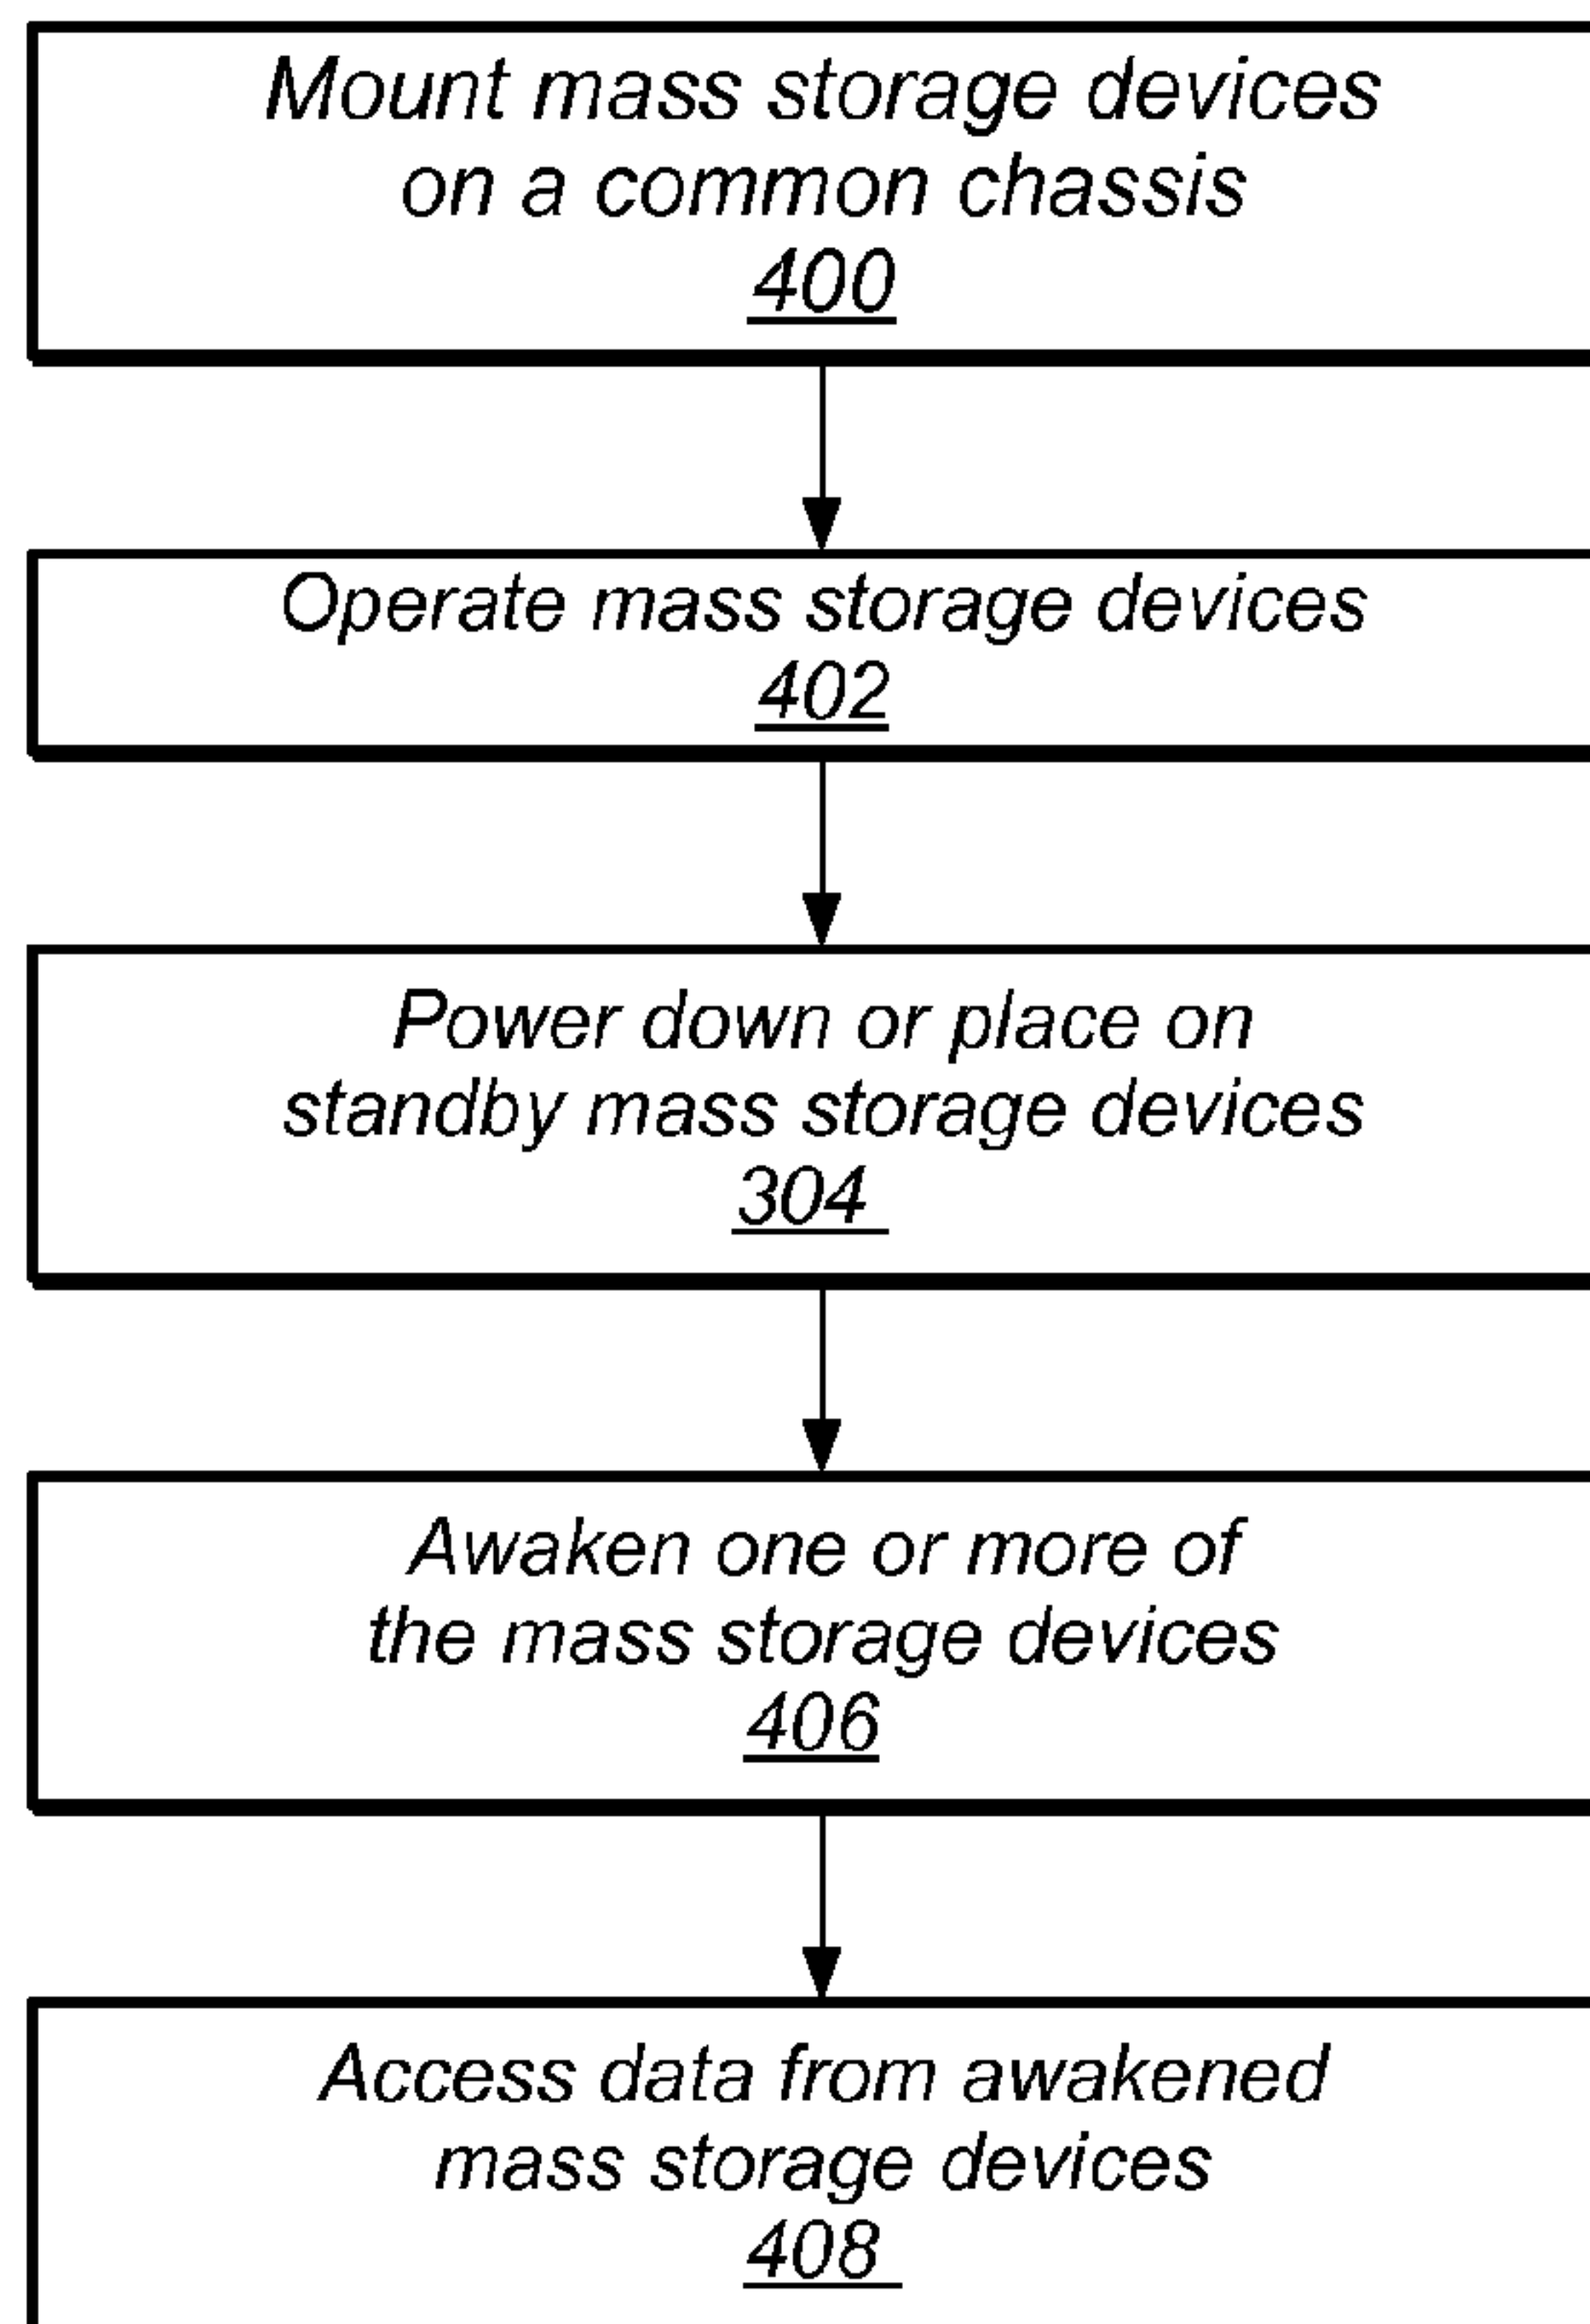 Mount mass storage devices
on a common chassis
400
Operate mass storage devices
402
Power down or place on
standby mass storage devices
304
Awaken one or more of
the mass storage devices
406
Access data from awakened
mass storage devices
408